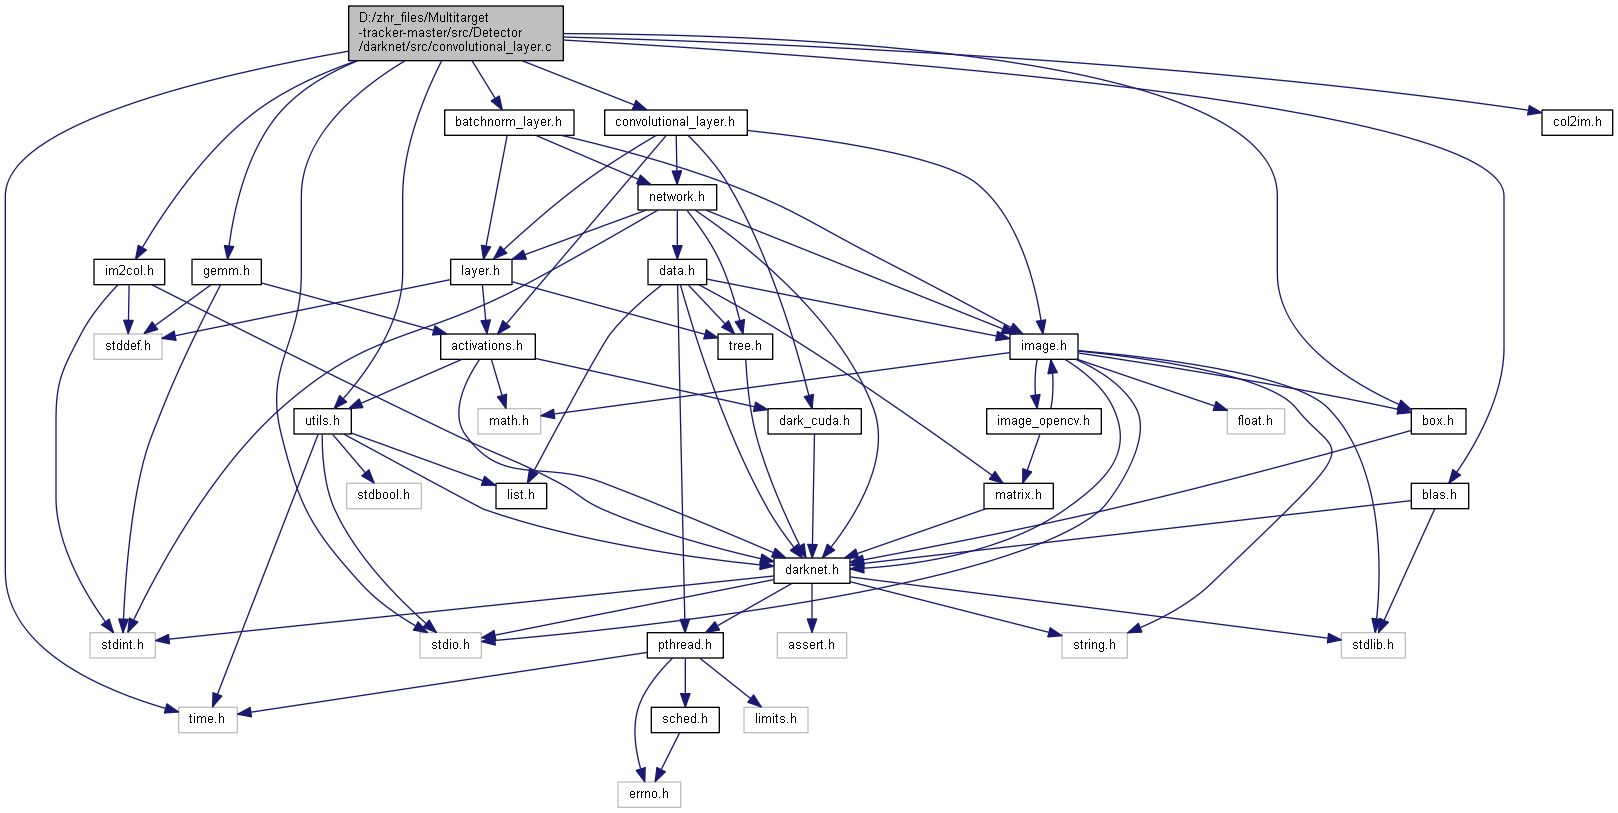 D:/zhr_files/Multitarget
-tracker-master/src/Detector
/darknet/src/convolutional_layer.c
batchnorm_layer.h
convolutional_layer.h
col2im.h
network.h
im2col.h
gemm.h
layer.h
data.h
stddef.h
activations.h
tree.h
image.h
utils.h
math.h
dark_cuda.h
image_opencv.h
float.h
box.h
stdbool.h
list.h
matrix.h
blas.h
darknet.h
stdint.h
stdio.h
pthread.h
assert.h
string.h
stdlib.h
time.h
sched.h
limits.h
errno.h